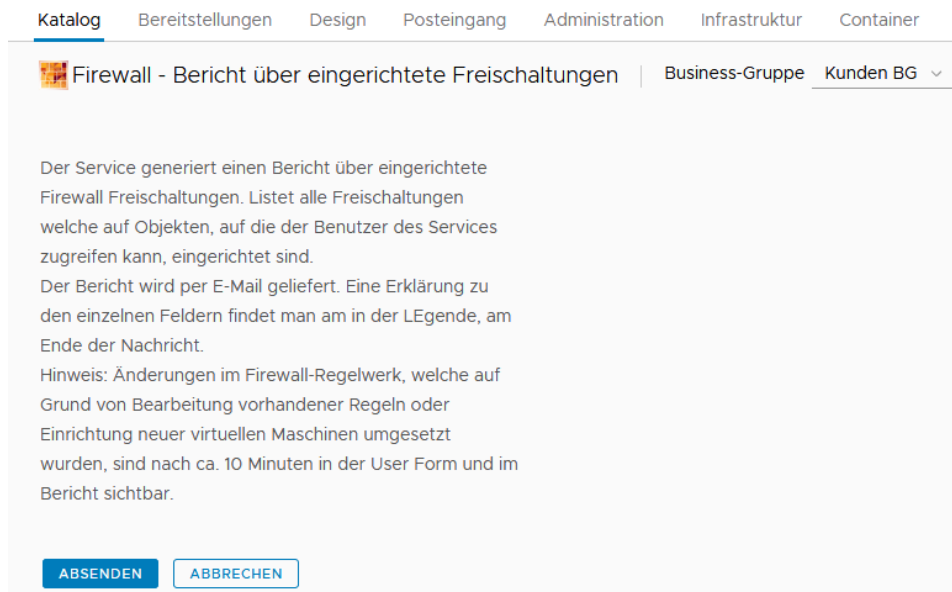 Katalog Bereitstellungen Design Posteingang Administration Infrastruktur Container
Firewall - Bericht über eingerichtete Freischaltungen Business-Gruppe Kunden BG
Der Service generiert einen Bericht über eingerichtete
Firewall Freischaltungen. Listet alle Freischaltungen
welche auf Objekten, auf die der Benutzer des Services
zugreifen kann, eingerichtet sind.
Der Bericht wird per E-Mail geliefert. Eine Erklärung zu
den einzelnen Feldern findet man am in der LEgende, am
Ende der Nachricht.
Hinweis: Änderungen im Firewall-Regelwerk, welche auf
Grund von Bearbeitung vorhandener Regeln oder
Einrichtung neuer virtuellen Maschinen umgesetzt
wurden, sind nach ca. 10 Minuten in der User Form und im
Bericht sichtbar.
ABSENDEN ABBRECHEN